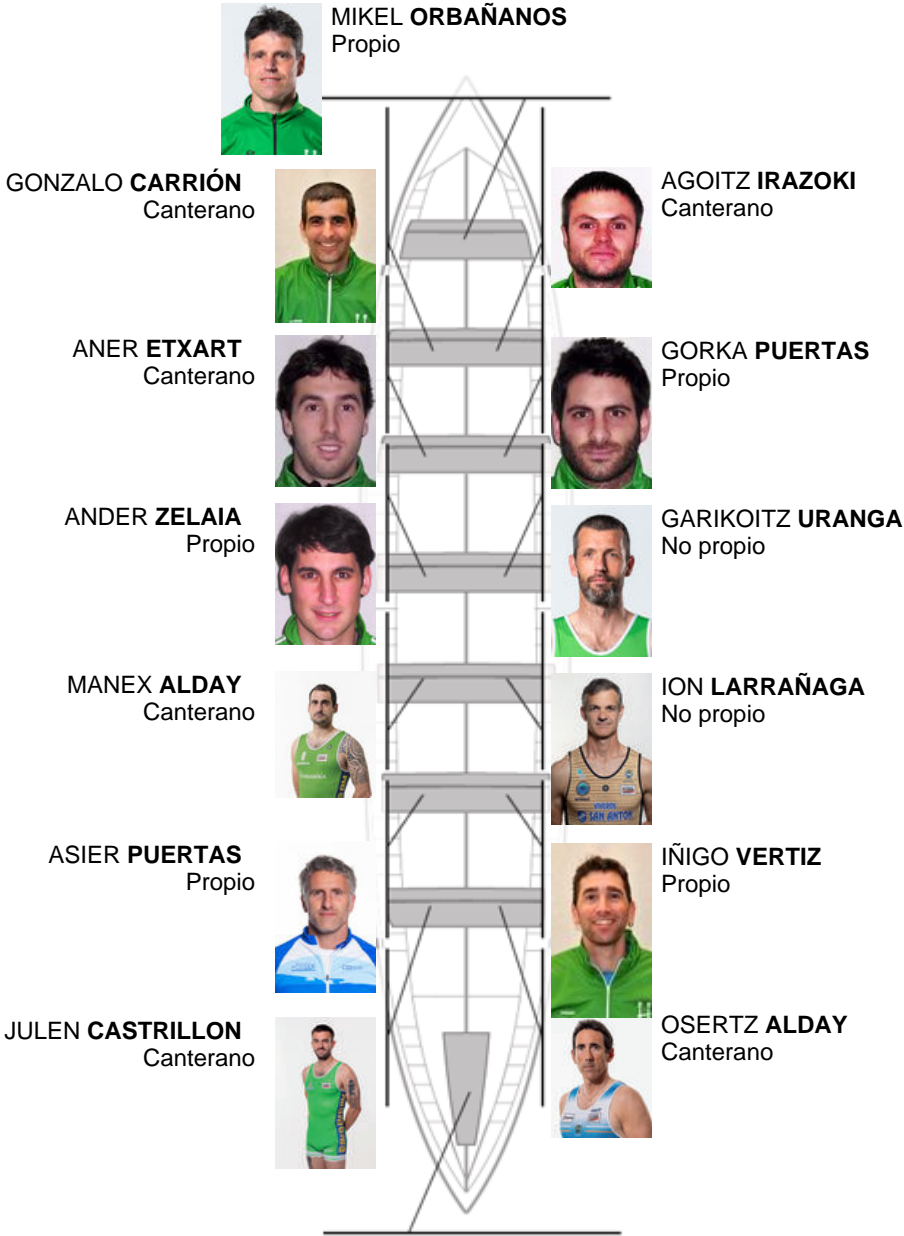 MIKEL ORBAÑANOS
Propio
GONZALO CARRIÓN
Canterano
AGOITZ IRAZOKI
Canterano
ANER ETXART
Canterano
GORKA PUERTAS
Propio
ANDER ZELAIA
Propio
GARIKOITZ URANGA
No propio
MANEX ALDAY
Canterano
ION LARRAÑAGA
No propio
SAN ANTON
ASIER PUERTAS
Propio
IÑIGO VERTIZ
Propio
JULEN CASTRILLON
Canterano
OSERTZ ALDAY
Canterano